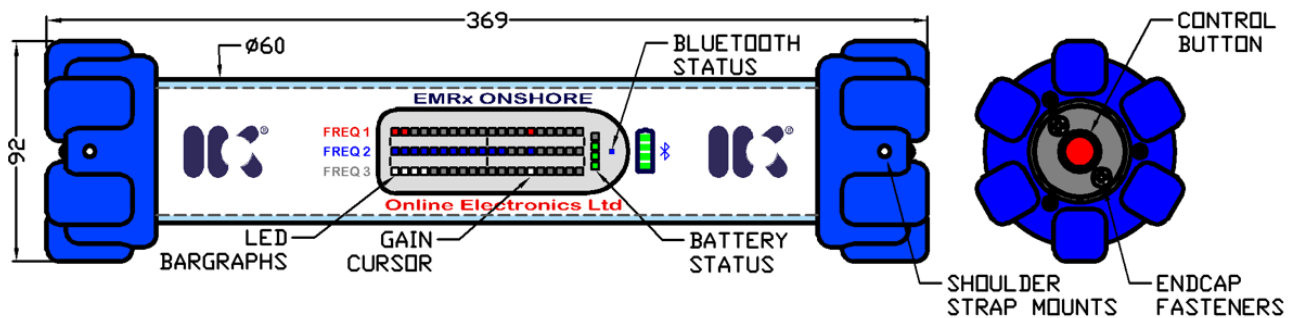 369
CONTROL
BUTTON
Ø60
BLUETOOTH
STATUS
92
EMRx ONSHORE
FREQ 1
FREQ 2
FREQ 3
®
®
Online Electronics Ltd
LED
BARGRAPHS
GAIN
CURSOR
BATTERY
STATUS
SHOULDER
STRAP MOUNTS
ENDCAP
FASTENERS